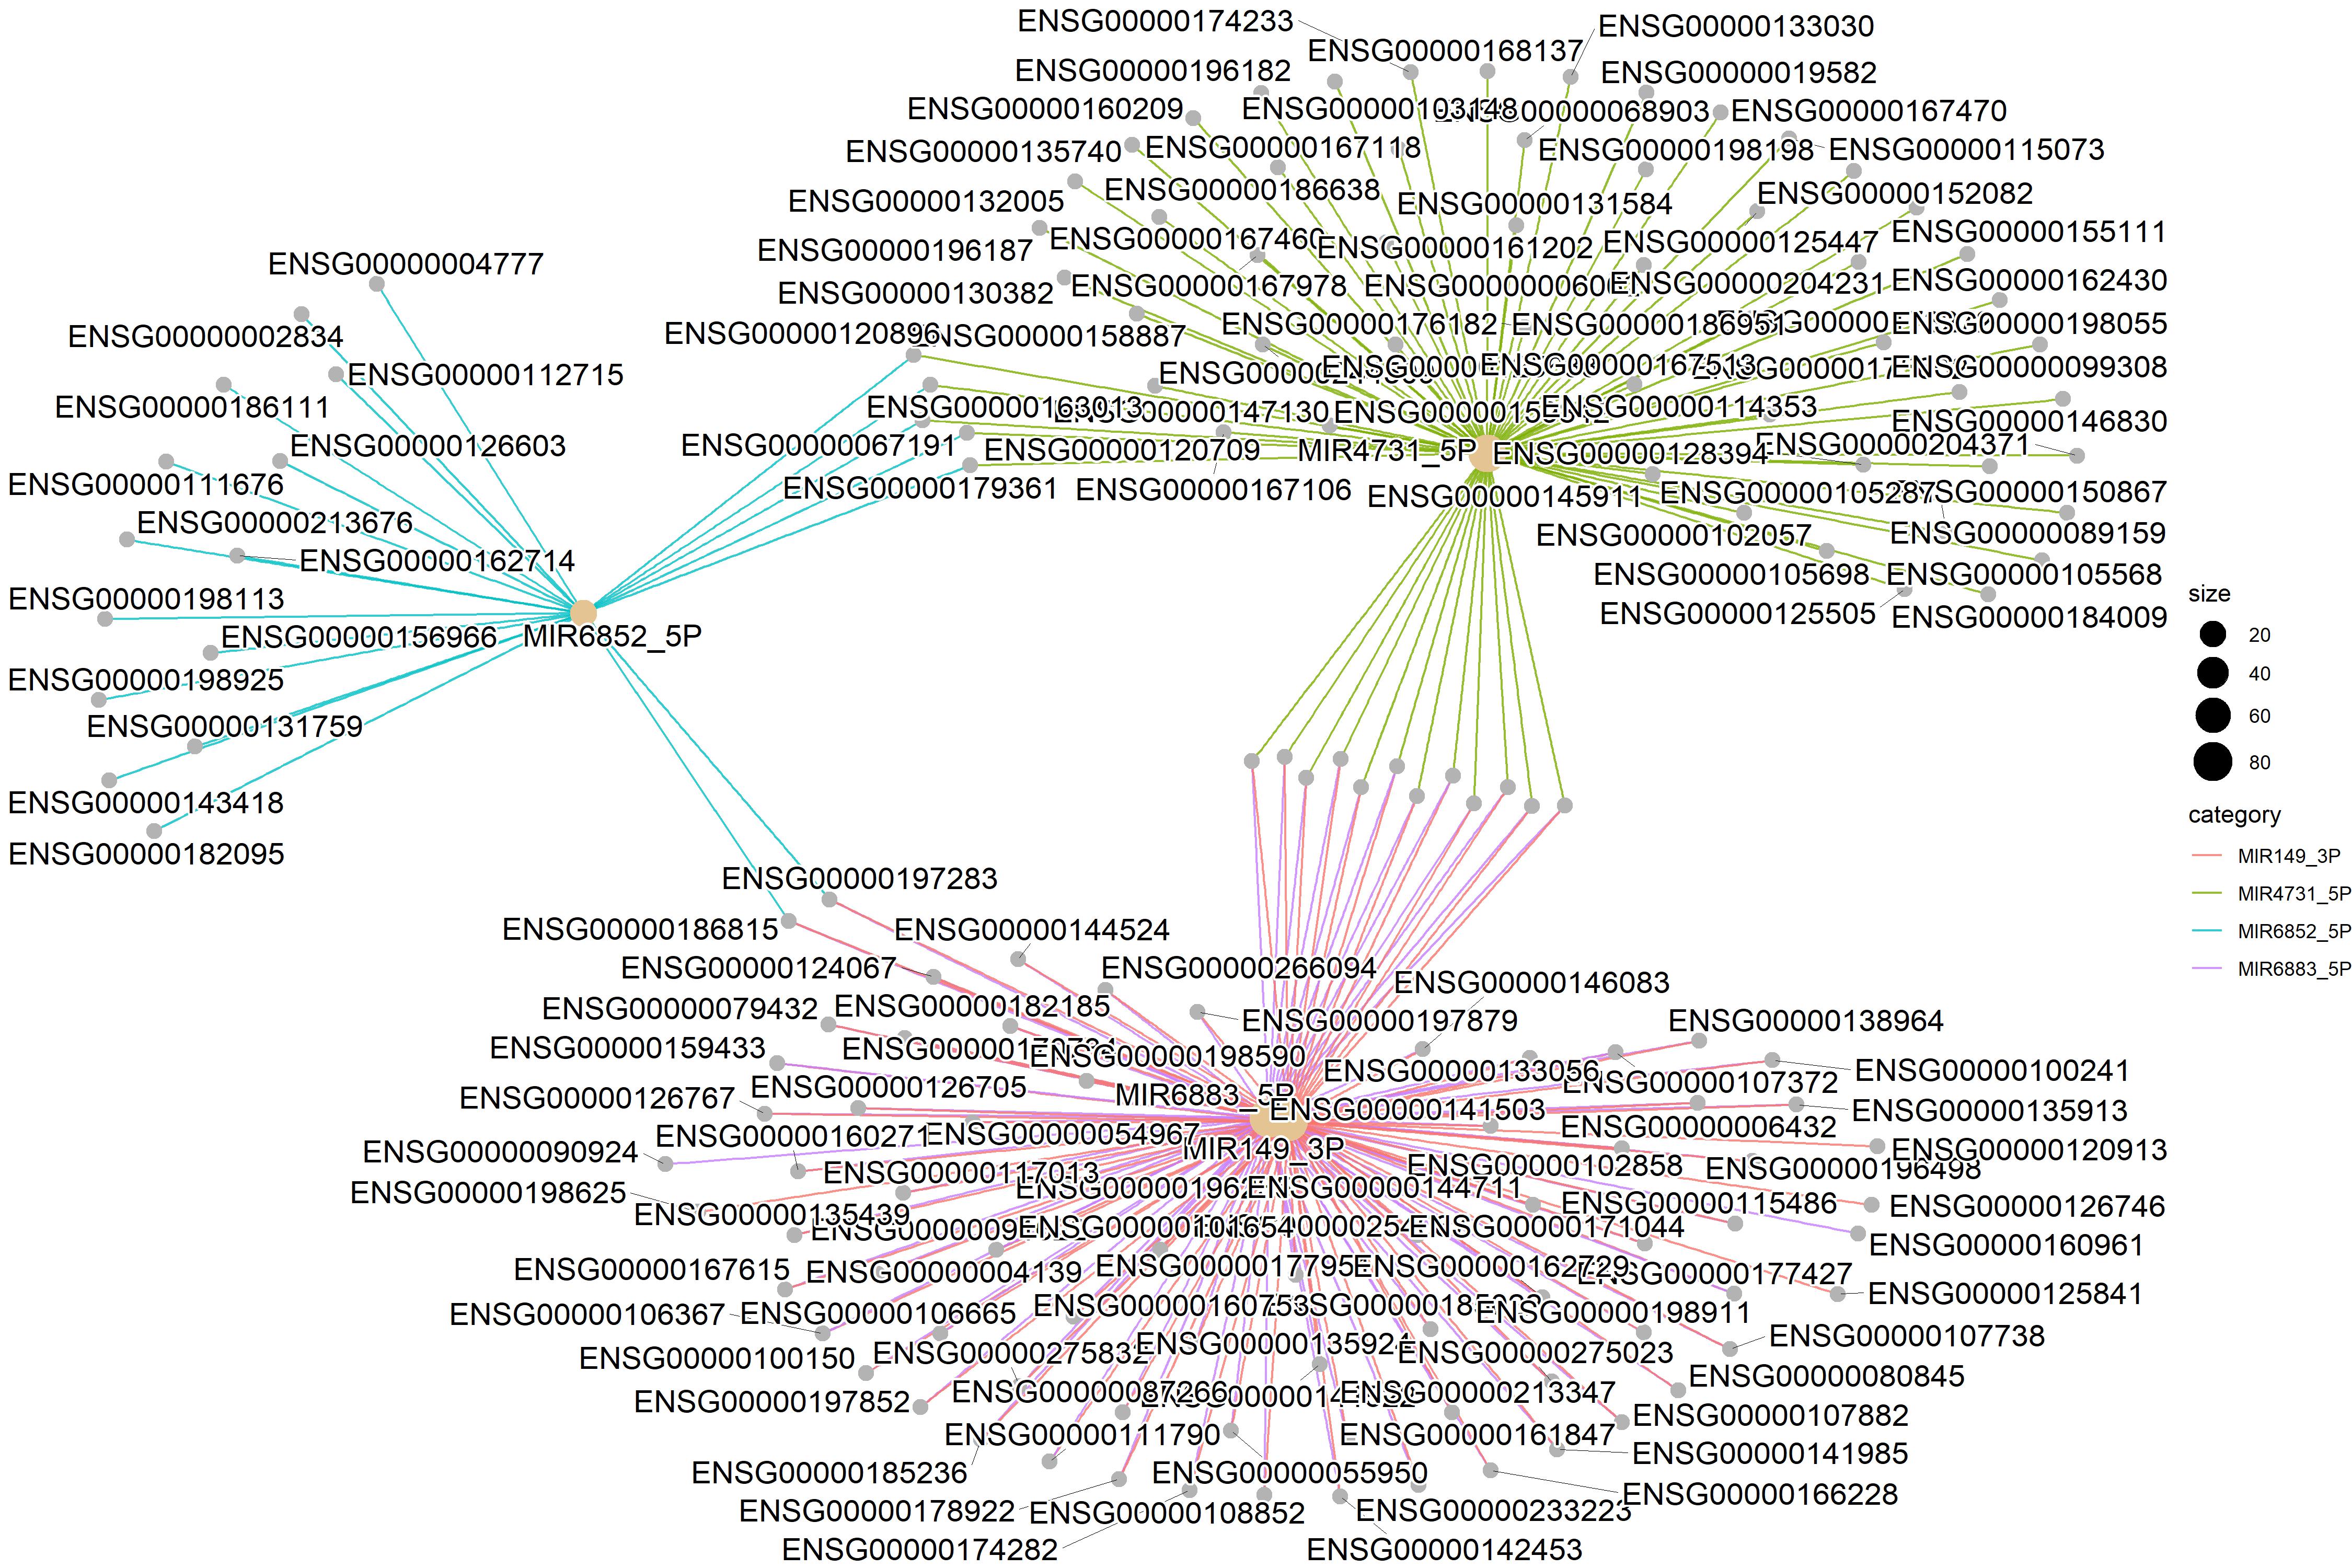 ENSG00000174233
ENSG00000133030
ENSG00000168137
ENSG00000196182
ENSG00000019582
ENSG00000160209
ENSG00000103148
ENSG00000068903
ENSG00000167470
ENSG00000135740
ENSG00000167118
ENSG00000198198
ENSG00000115073
ENSG00000132005
ENSG00000186638
ENSG00000131584
ENSG00000152082
ENSG00000196187
ENSG00000167460
ENSG00000161202
ENSG00000125447
ENSG00000155111
ENSG00000004777
ENSG00000130382
ENSG00000167978
ENSG00000204231
ENSG00000162430
ENSG00000002834
ENSG00000120896
ENSG00000158887
ENSG00000176182
ENSG00000186951
ENSG00000198055
ENSG00000112715
ENSG00000167513
ENSG00000099308
ENSG00000186111
ENSG00000163013
ENSG00000147130
ENSG00000114353
ENSG00000146830
ENSG00000126603
ENSG00000067191
ENSG00000120709
MIR4731_5P
ENSG00000128394
ENSG00000204371
ENSG00000111676
ENSG00000179361
ENSG00000167106
ENSG00000145911
ENSG00000105287
ENSG00000150867
ENSG00000213676
ENSG00000102057
ENSG00000089159
ENSG00000162714
ENSG00000105698
ENSG00000105568
ENSG00000198113
ENSG00000125505
ENSG00000184009
ENSG00000156966
MIR6852_5P
ENSG00000198925
ENSG00000131759
ENSG00000143418
ENSG00000182095
size
20
40
60
80
category
MIR149_3P
MIR4731_5P
MIR6852_5P
MIR6883_5P
ENSG00000197283
ENSG00000186815
ENSG00000144524
ENSG00000124067
ENSG00000266094
ENSG00000146083
ENSG00000079432
ENSG00000182185
ENSG00000197879
ENSG00000138964
ENSG00000159433
ENSG00000198590
ENSG00000133056
ENSG00000107372
ENSG00000100241
ENSG00000126767
ENSG00000126705
MIR6883_5P
ENSG00000141503
ENSG00000135913
ENSG00000090924
ENSG00000160271
ENSG00000054967
MIR149_3P
ENSG00000006432
ENSG00000120913
ENSG00000198625
ENSG00000117013
ENSG00000144711
ENSG00000102858
ENSG00000196498
ENSG00000135439
ENSG00000101654
ENSG00000171044
ENSG00000115486
ENSG00000126746
ENSG00000160961
ENSG00000167615
ENSG00000004139
ENSG00000162729
ENSG00000177427
ENSG00000125841
ENSG00000106367
ENSG00000106665
ENSG00000160753
ENSG00000198911
ENSG00000107738
ENSG00000100150
ENSG00000275832
ENSG00000135924
ENSG00000275023
ENSG00000080845
ENSG00000197852
ENSG00000087266
ENSG00000213347
ENSG00000107882
ENSG00000111790
ENSG00000161847
ENSG00000141985
ENSG00000185236
ENSG00000055950
ENSG00000166228
ENSG00000178922
ENSG00000108852
ENSG00000233223
ENSG00000174282
ENSG00000142453